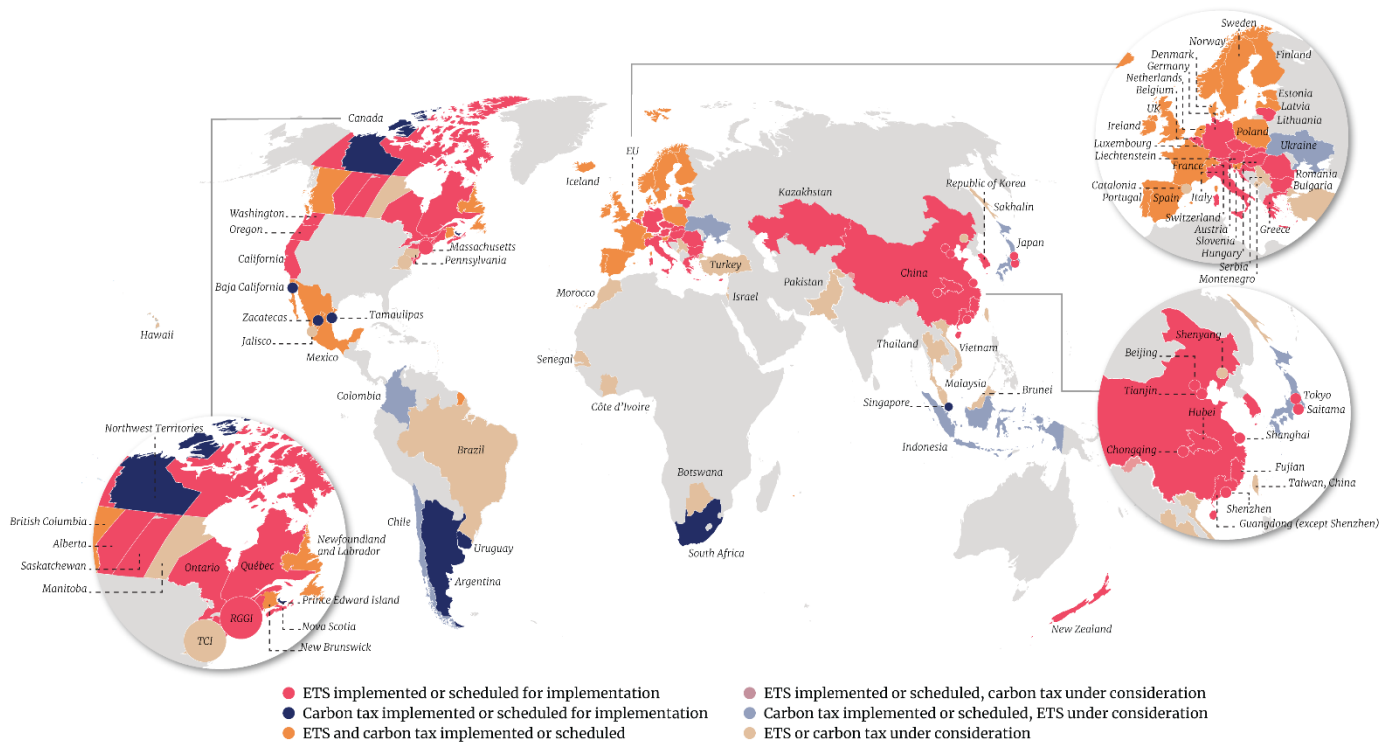 Sweden
Norway
Denmark
Germany
Netherlands
Belgium
Finland
UK
Estonia
Latvia
Lithuania
Ireland
Poland
Luxembourg
Ukraine
Liechtenstein
France
Romania
Bulgaria
Catalonia
Portugal
Spain
Italy
Switzerland
Austria
Slovenia
Hungary'
Greece
Serbia
Montenegro
Canada
EU
Iceland
Kazakhstan
Republic of Korea
Sakhalin
Washington
Oregon
Massachusetts
Pennsylvania
California
Japan
China
Turkey
Baja California
Pakistan
Israel
Morocco
Zacatecas
Tamaulipas
Hawaii
Jalisco
Mexico
Thailand
Vietnam
Senegal
Malaysia
Brunei
Colombia
Côte d'Ivoire
Singapore
Indonesia
Brazil
Botswana
Chile
Uruguay
South Africa
Argentina
New Zealand
Shenyang
Beijing
Tianjin
Hubei
Tokyo
Saitama
Shanghai
Chongqing
Fujian
Taiwan, China
Shenzhen
Guangdong (except Shenzhen)
Northwest Territories
British Columbia
Alberta
Saskatchewan
Manitoba
Ontario
Québec
Newfoundland
and Labrador
Prince Edward Island
RGGI
Nova Scotia
TCI
New Brunswick
ETS implemented or scheduled for implementation
Carbon tax implemented or scheduled for implementation
ETS and carbon tax implemented or scheduled
ETS implemented or scheduled, carbon tax under consideration
Carbon tax implemented or scheduled, ETS under consideration
ETS or carbon tax under consideration